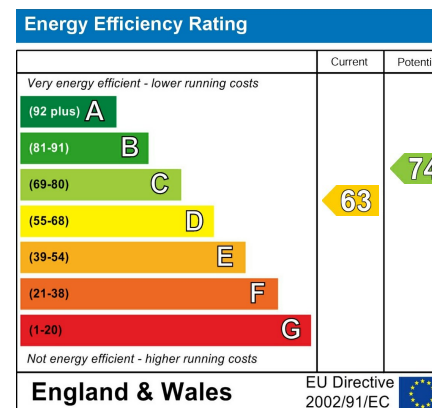 Energy Efficiency Rating
Current Potenti
Very energy efficient - lower running costs
(92 plus) A
(81-91) B
(69-80) C
74
(55-68) D
63
(39-54) E
(21-38) F
(1-20) G
Not energy efficient - higher running costs
England & Wales
EU Directive
2002/91/EC